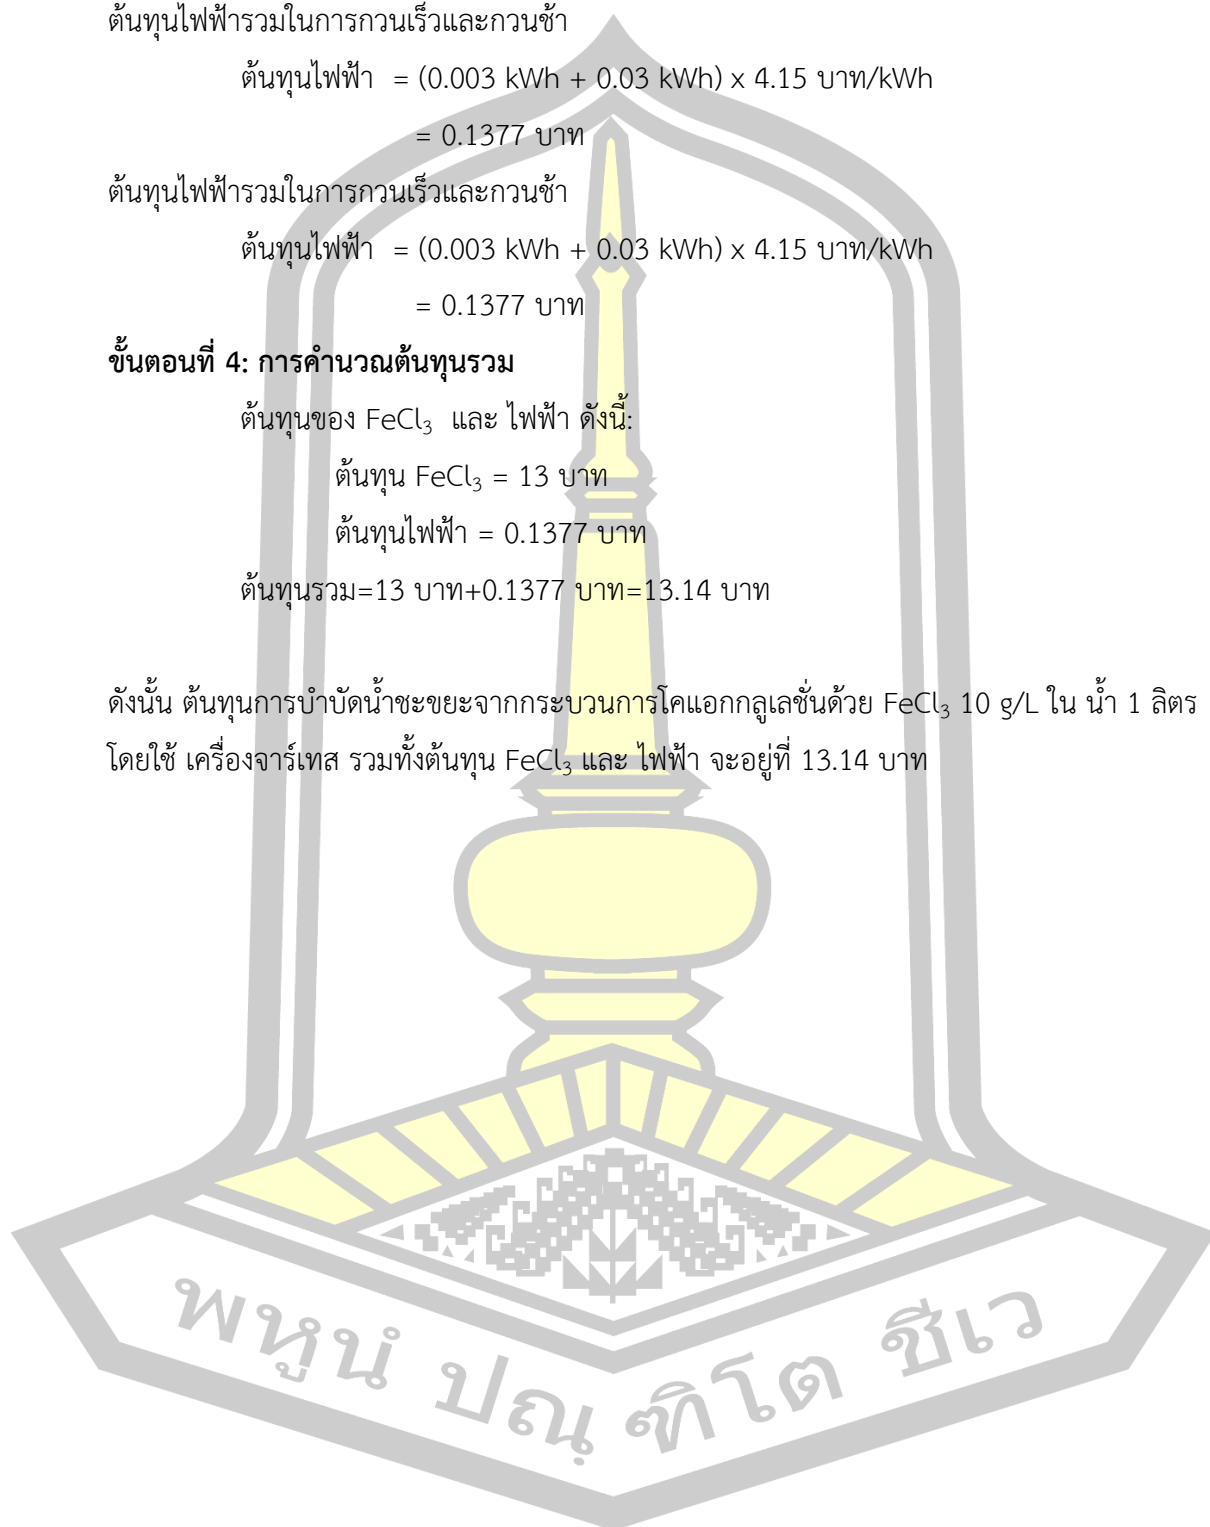 ต้นทุนไฟฟ้ารวมในการกวนเร็วและกวนช้า
ต้นทุนไฟฟ้า = (0.003 kWh + 0.03 kWh) x 4.15 บาท/kWh
= 0.1377 บาท
ต้นทุนไฟฟ้ารวมในการกวนเร็วและกวนช้า
ต้นทุนไฟฟ้า = (0.003 kWh + 0.03 kWh) x 4.15 บาท/kWh
= 0.1377 บาท
ขั้นตอนที่ 4: การคำนวณต้นทุนรวม
ต้นทุนของ FeCl₃ และ ไฟฟ้า ดังนี้:
ต้นทุน FeCl₃ = 13 บาท
ต้นทุนไฟฟ้า = 0.1377 บาท
ต้นทุนรวม=13 บาท+0.1377 บาท=13.14 บาท
ดังนั้น ต้นทุนการบำบัดน้ำชะขยะจากกระบวนการโคแอกกลูเลชั่นด้วย FeCl₃ 10 g/L ใน น้ำ 1 ลิตร
โดยใช้ เครื่องจาร์เทส รวมทั้งต้นทุน FeCl₃ และ ไฟฟ้า จะอยู่ที่ 13.14 บาท
พหูนํ ปณฺฑิโต ชีเว